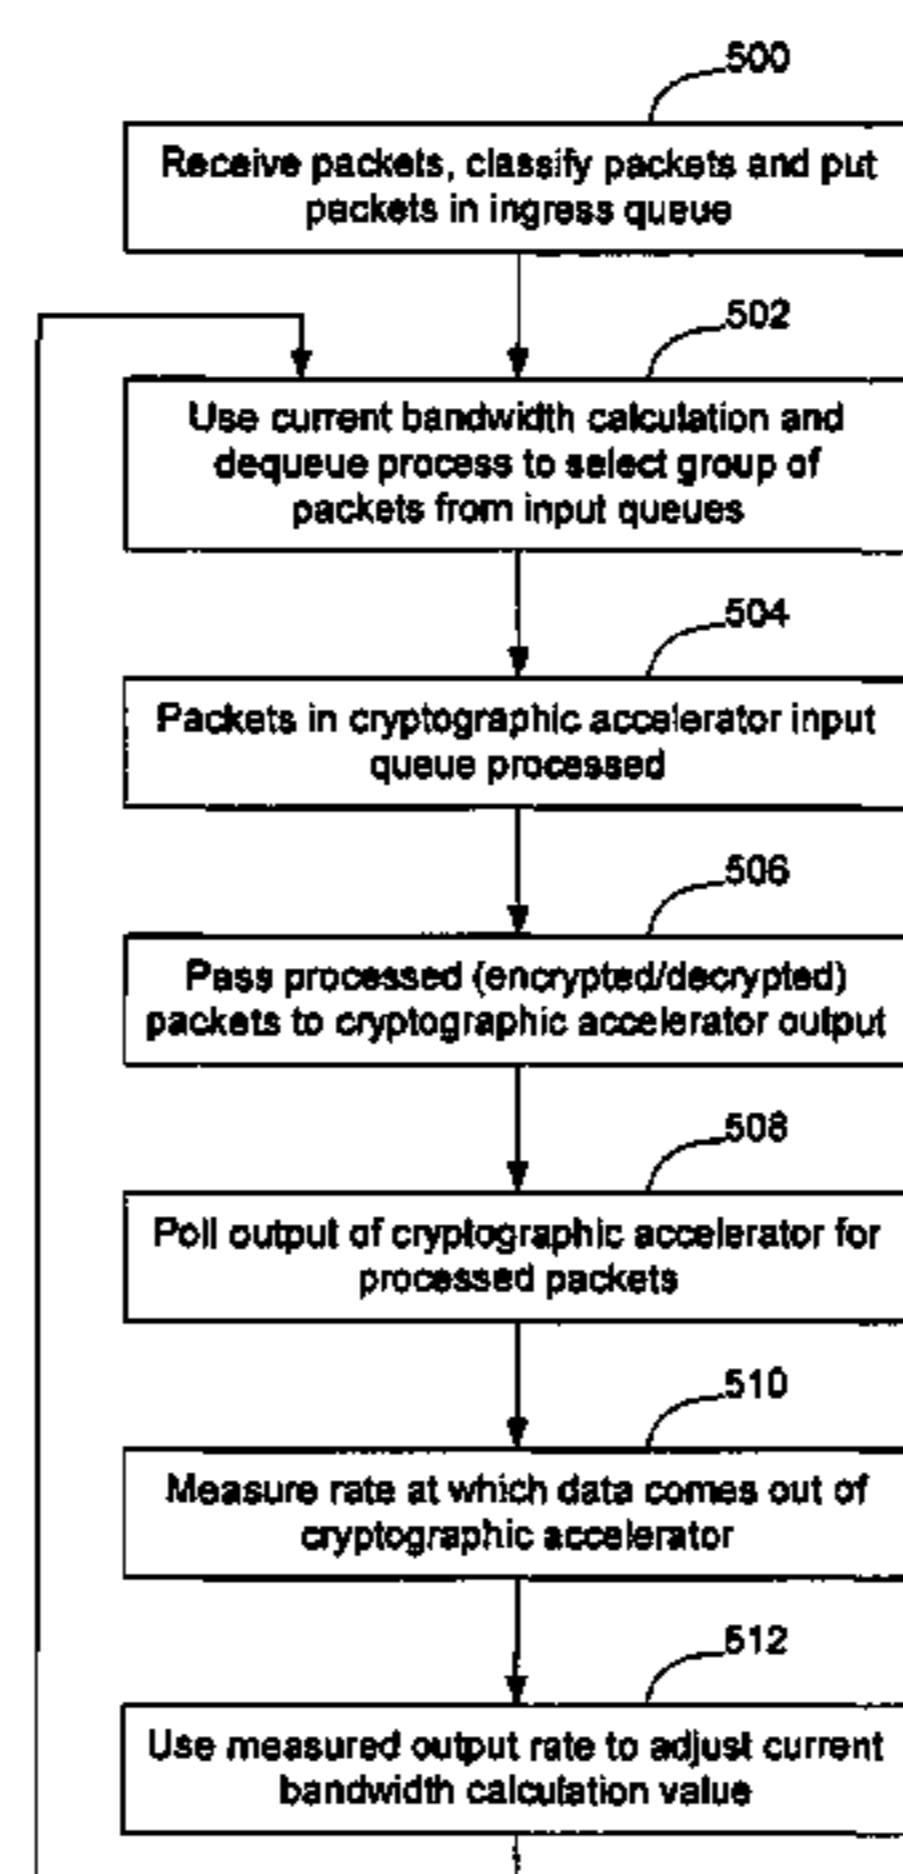 500
Receive packets, classify packets and put
packets in ingress queue
502
Use current bandwidth calculation and
dequeue process to select group of
packets from input queues
504
Packets in cryptographic accelerator input
queue processed
506
Pass processed (encrypted/decrypted)
packets to cryptographic accelerator output
508
Poll output of cryptographic accelerator for
processed packets
510
Measure rate at which data comes out of
cryptographic accelerator
512
Use measured output rate to adjust current
bandwidth calculation value